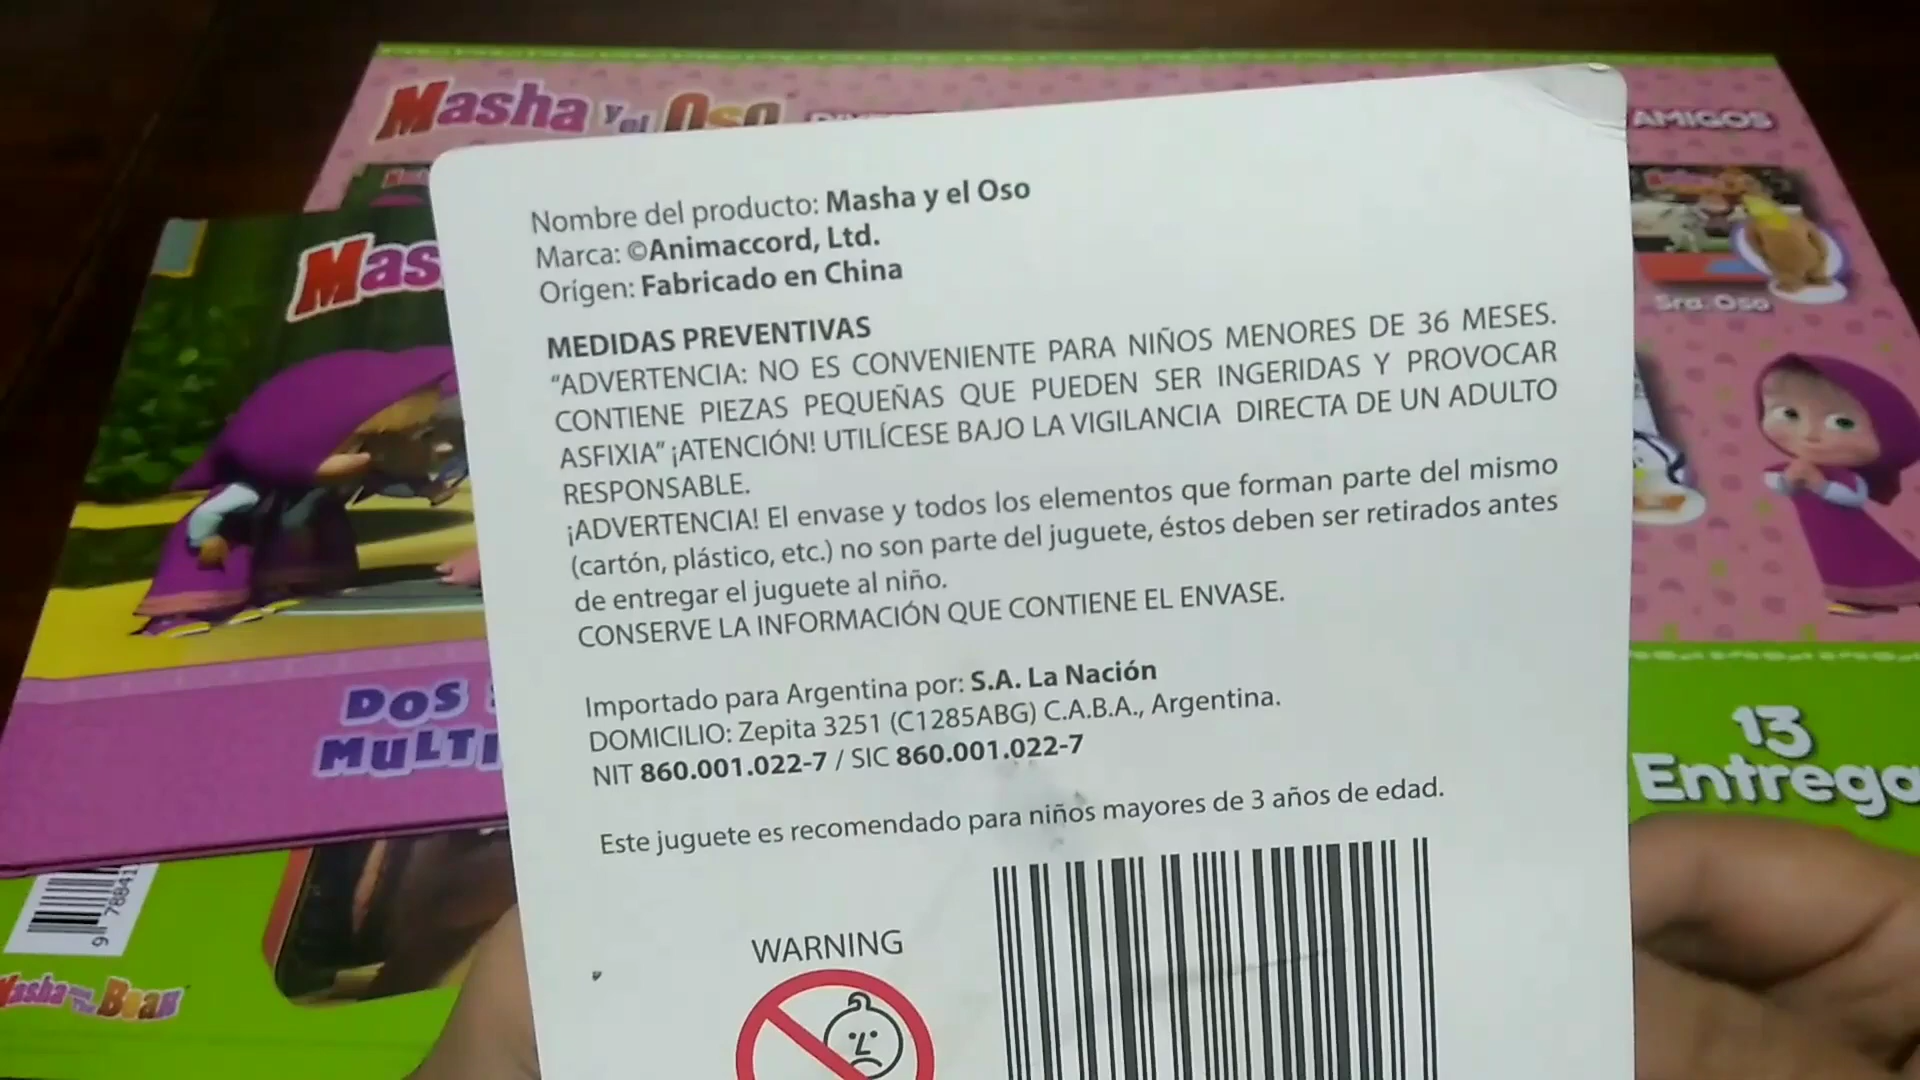 Masha y el Oso
AMIGOS
Nombre del producto: Masha y el Oso
Marca: ©Animaccord, Ltd.
Orígen: Fabricado en China
MEDIDAS PREVENTIVAS
“ADVERTENCIA: NO ES CONVENIENTE PARA NIÑOS MENORES DE 36 MESES.
CONTIENE PIEZAS PEQUEÑAS QUE PUEDEN SER INGERIDAS Y PROVOCAR
ASFIXIA” ¡ATENCIÓN! UTILÍCESE BAJO LA VIGILANCIA DIRECTA DE UN ADULTO
RESPONSABLE.
¡ADVERTENCIA! El envase y todos los elementos que forman parte del mismo
(cartón, plástico, etc.) no son parte del juguete, éstos deben ser retirados antes
de entregar el juguete al niño.
CONSERVE LA INFORMACIÓN QUE CONTIENE EL ENVASE.
Importado para Argentina por: S.A. La Nación
DOMICILIO: Zepita 3251 (C1285ABG) C.A.B.A., Argentina.
NIT 860.001.022-7 / SIC 860.001.022-7
Este juguete es recomendado para niños mayores de 3 años de edad.
WARNING
Mas
DOS
MULTI
Sra. Oso
13
Entrega
9 78841
Masha and the Bear